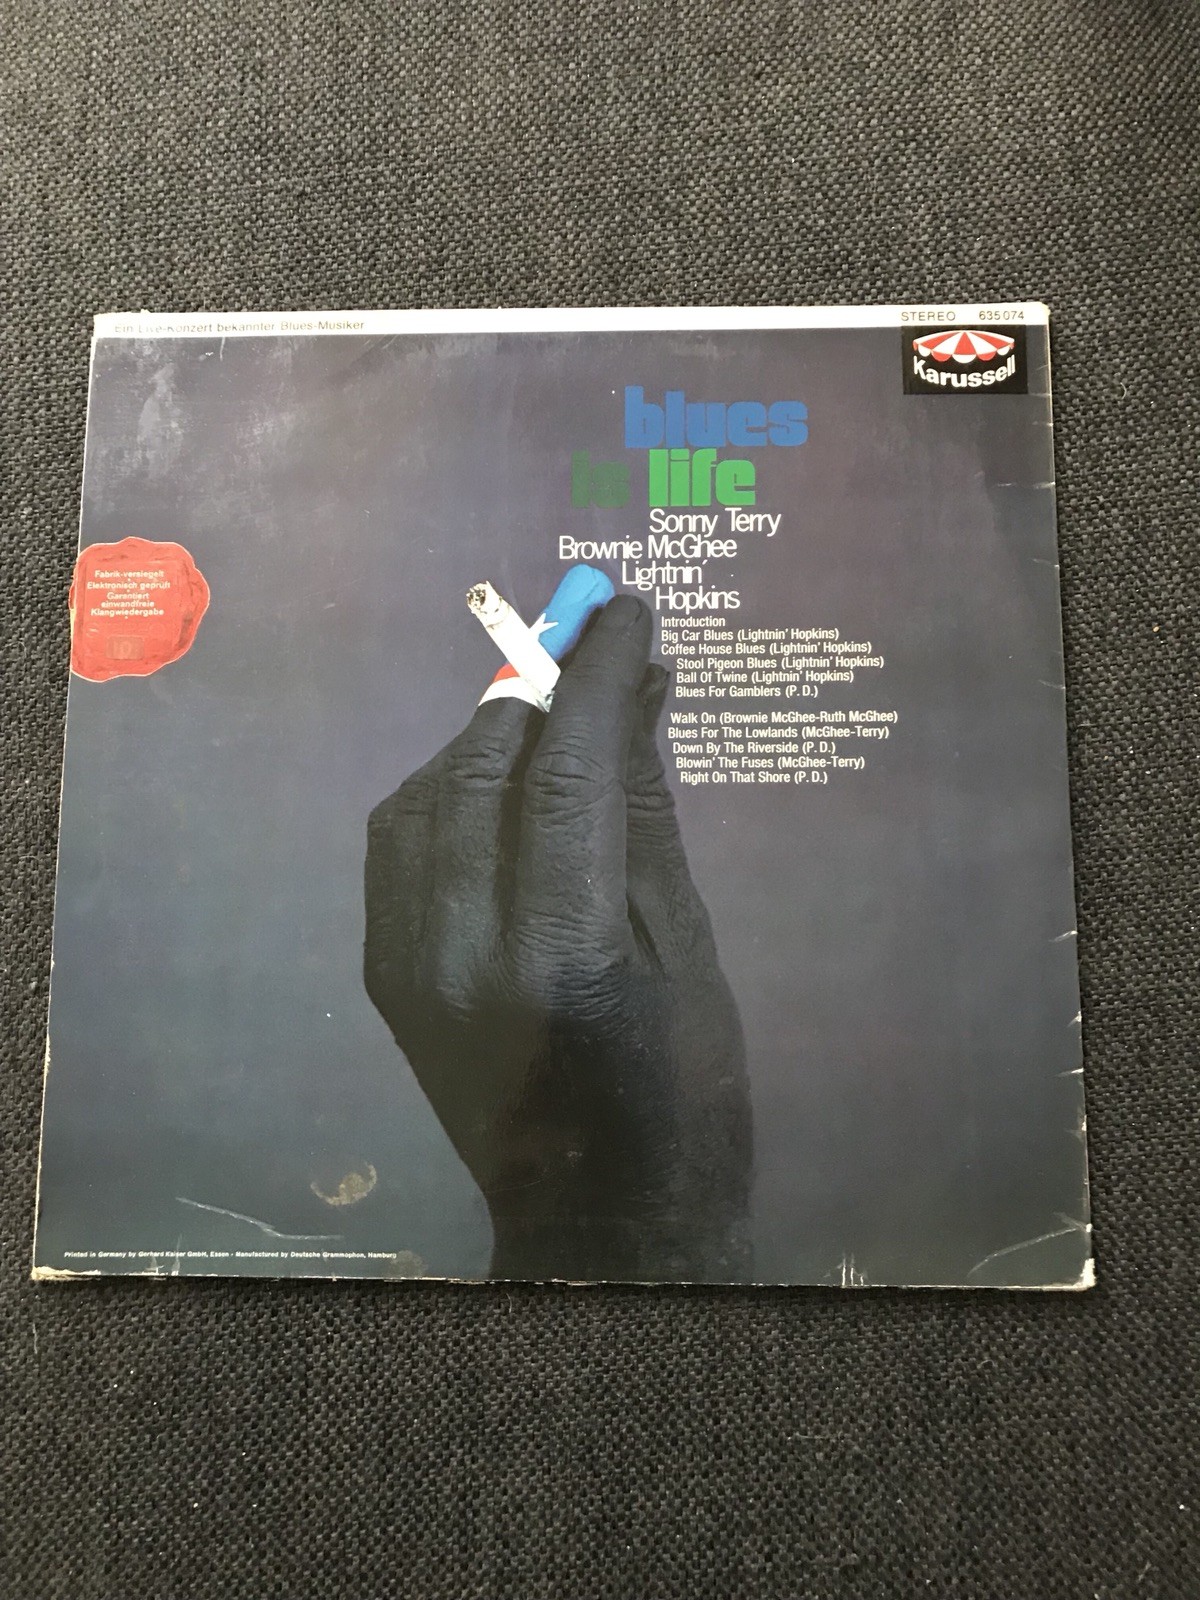 Ein Live-Konzert bekannter Blues-Musiker
STEREO 635 074
Karussell
blues
is life
Sonny Terry
Brownie McGhee
Lightnin'
Hopkins
Introduction
Big Car Blues (Lightnin' Hopkins)
Coffee House Blues (Lightnin' Hopkins)
Stool Pigeon Blues (Lightnin' Hopkins)
Ball Of Twine (Lightnin' Hopkins)
Blues For Gamblers (P. D.)
Walk On (Brownie McGhee-Ruth McGhee)
Blues For The Lowlands (McGhee-Terry)
Down By The Riverside (P. D.)
Blowin' The Fuses (McGhee-Terry)
Right On That Shore (P. D.)
Fabrik-versiegelt
Elektronisch geprüft
Garantiert
einwandfreie
Klangwiedergabe
Printed in Germany by Gerhard Kaiser GmbH, Essen · Manufactured by Deutsche Grammophon, Hamburg